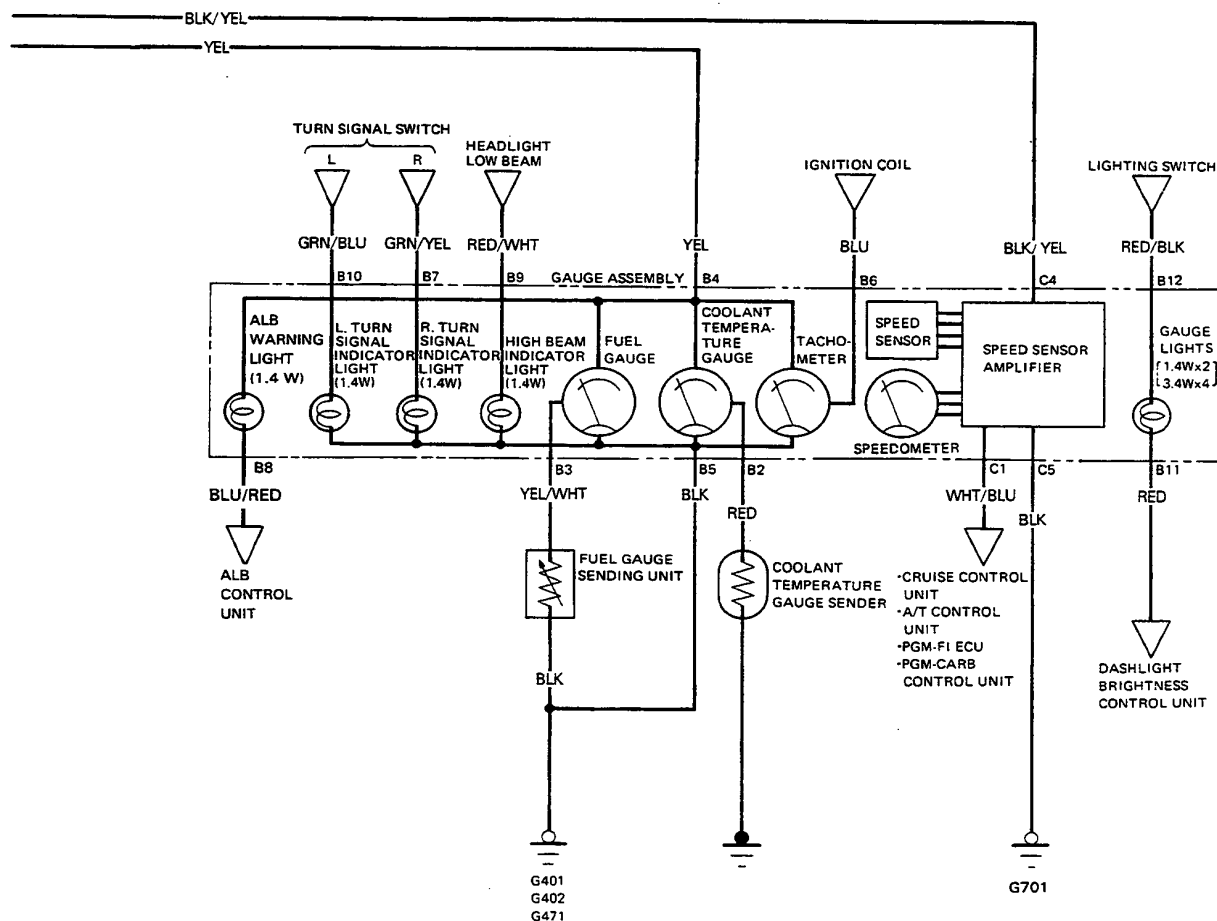 BLK/YEL
YEL
TURN SIGNAL SWITCH
L
R
HEADLIGHT
LOW BEAM
IGNITION COIL
LIGHTING SWITCH
GRN/BLU
GRN/YEL
RED/WHT
YEL
BLU
BLK/YEL
RED/BLK
B10
B7
B9
GAUGE ASSEMBLY
B4
B6
C4
B12
ALB
WARNING
LIGHT
(1.4 W)
L. TURN
SIGNAL
INDICATOR
LIGHT
(1.4W)
R. TURN
SIGNAL
INDICATOR
LIGHT
(1.4W)
HIGH BEAM
INDICATOR
LIGHT
(1.4W)
FUEL
GAUGE
COOLANT
TEMPERA-
TURE
GAUGE
TACHO-
METER
SPEED
SENSOR
SPEED SENSOR
AMPLIFIER
GAUGE
LIGHTS
[1.4Wx2
3.4Wx4]
SPEEDOMETER
B8
B3
B5
B2
C1
C5
B11
BLU/RED
YEL/WHT
BLK
RED
WHT/BLU
BLK
RED
ALB
CONTROL
UNIT
FUEL GAUGE
SENDING UNIT
COOLANT
TEMPERATURE
GAUGE SENDER
·CRUISE CONTROL
UNIT
·A/T CONTROL
UNIT
·PGM-FI ECU
·PGM-CARB
CONTROL UNIT
DASHLIGHT
BRIGHTNESS
CONTROL UNIT
BLK
G401
G402
G471
G701